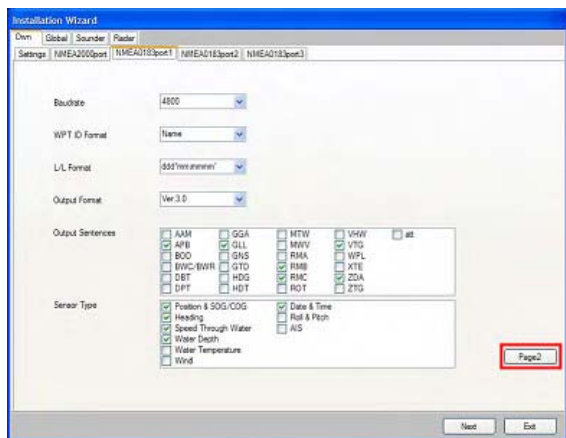 Installation Wizard
Own Global Sounder Radar
Settings NMEA2000port NMEA0183port1 NMEA0183port2 NMEA0183port3
Baudrate 4800
WPT ID Format Name
L/L Format ddd°mm.mmmm'
Output Format Ver.3.0
Output Sentences
AAM GGA MTW VHW att
APB GLL MWV VTG
BOD GNS RMA WPL
BWC/BWR GTD RMB XTE
DBT HDG RMC ZDA
DPT HDT ROT ZTG
Sensor Type
Position & SOG/COG Date & Time
Heading Roll & Pitch
Speed Through Water AIS
Water Depth
Water Temperature
Wind
Page2
Next Exit